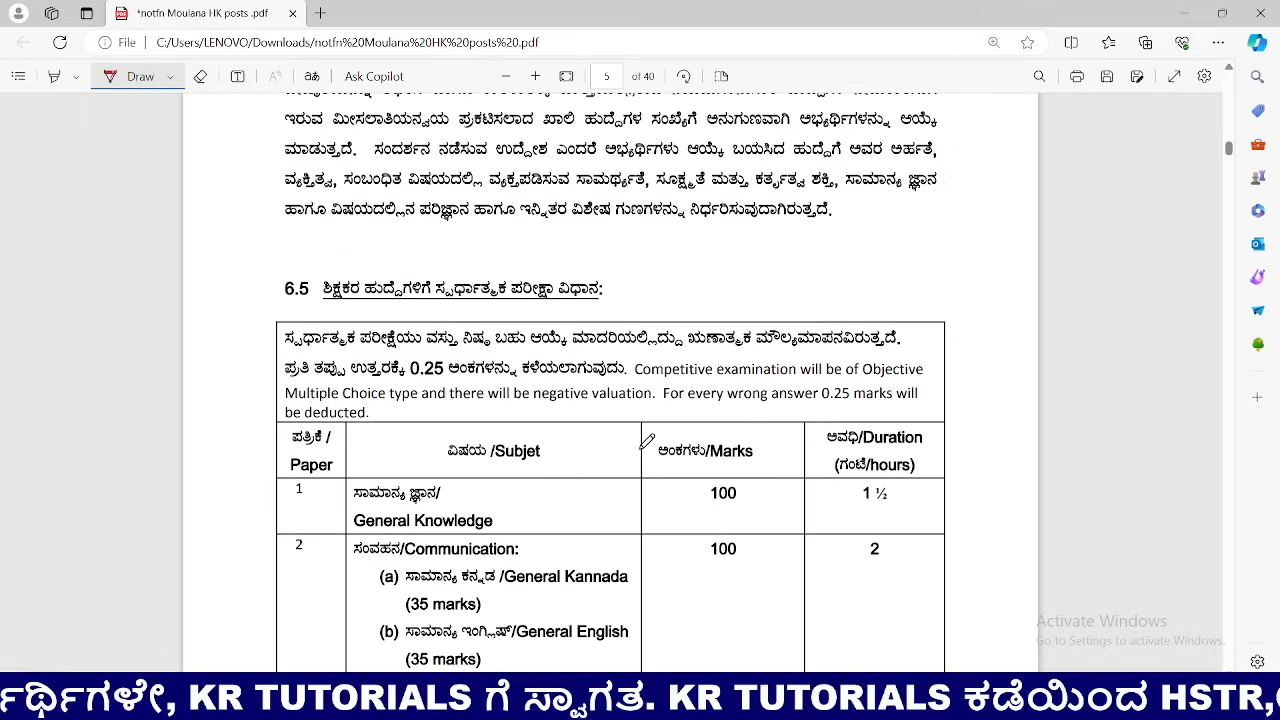 *notfn Moulana HK posts .pdf
File C:/Users/LENOVO/Downloads/notfn%20Moulana%20HK%20posts%20.pdf
Draw Ask Copilot 5 of 40
ಇರುವ ಮೀಸಲಾತಿಯನ್ವಯ ಪ್ರಕಟಿಸಲಾದ ಖಾಲಿ ಹುದ್ದೆಗಳ ಸಂಖ್ಯೆಗೆ ಅನುಗುಣವಾಗಿ ಅಭ್ಯರ್ಥಿಗಳನ್ನು ಆಯ್ಕೆ
ಮಾಡುತ್ತದೆ. ಸಂದರ್ಶನ ನಡೆಸುವ ಉದ್ದೇಶ ಎಂದರೆ ಅಭ್ಯರ್ಥಿಗಳು ಆಯ್ಕೆ ಬಯಸಿದ ಹುದ್ದೆಗೆ ಅವರ ಅರ್ಹತೆ,
ವ್ಯಕ್ತಿತ್ವ, ಸಂಬಂಧಿತ ವಿಷಯದಲ್ಲಿ ವ್ಯಕ್ತಪಡಿಸುವ ಸಾಮರ್ಥ್ಯತೆ, ಸೂಕ್ಷ್ಮತೆ ಮತ್ತು ಕರ್ತೃತ್ವ ಶಕ್ತಿ, ಸಾಮಾನ್ಯ ಜ್ಞಾನ
ಹಾಗೂ ವಿಷಯದಲ್ಲಿನ ಪರಿಜ್ಞಾನ ಹಾಗೂ ಇನ್ನಿತರ ವಿಶೇಷ ಗುಣಗಳನ್ನು ನಿರ್ಧರಿಸುವುದಾಗಿರುತ್ತದೆ.
6.5 ಶಿಕ್ಷಕರ ಹುದ್ದೆಗಳಿಗೆ ಸ್ಪರ್ಧಾತ್ಮಕ ಪರೀಕ್ಷಾ ವಿಧಾನ:
ಸ್ಪರ್ಧಾತ್ಮಕ ಪರೀಕ್ಷೆಯು ವಸ್ತು ನಿಷ್ಠ ಬಹು ಆಯ್ಕೆ ಮಾದರಿಯಲ್ಲಿದ್ದು ಋಣಾತ್ಮಕ ಮೌಲ್ಯಮಾಪನವಿರುತ್ತದೆ.
ಪ್ರತಿ ತಪ್ಪು ಉತ್ತರಕ್ಕೆ 0.25 ಅಂಕಗಳನ್ನು ಕಳೆಯಲಾಗುವುದು. Competitive examination will be of Objective
Multiple Choice type and there will be negative valuation. For every wrong answer 0.25 marks will
be deducted.
ಪತ್ರಿಕೆ / ವಿಷಯ /Subjet ಅಂಕಗಳು/Marks ಅವಧಿ/Duration
Paper (ಗಂಟೆ/hours)
1 ಸಾಮಾನ್ಯ ಜ್ಞಾನ/ 100 1 ½
General Knowledge
2 ಸಂವಹನ/Communication: 100 2
(a) ಸಾಮಾನ್ಯ ಕನ್ನಡ /General Kannada
(35 marks)
(b) ಸಾಮಾನ್ಯ ಇಂಗ್ಲಿಷ್/General English
(35 marks)
Activate Windows
Go to Settings to activate Windows.
KR TUTORIALS ಗೆ ಸ್ವಾಗತ. KR TUTORIALS ಕಡೆಯಿಂದ HSTR,